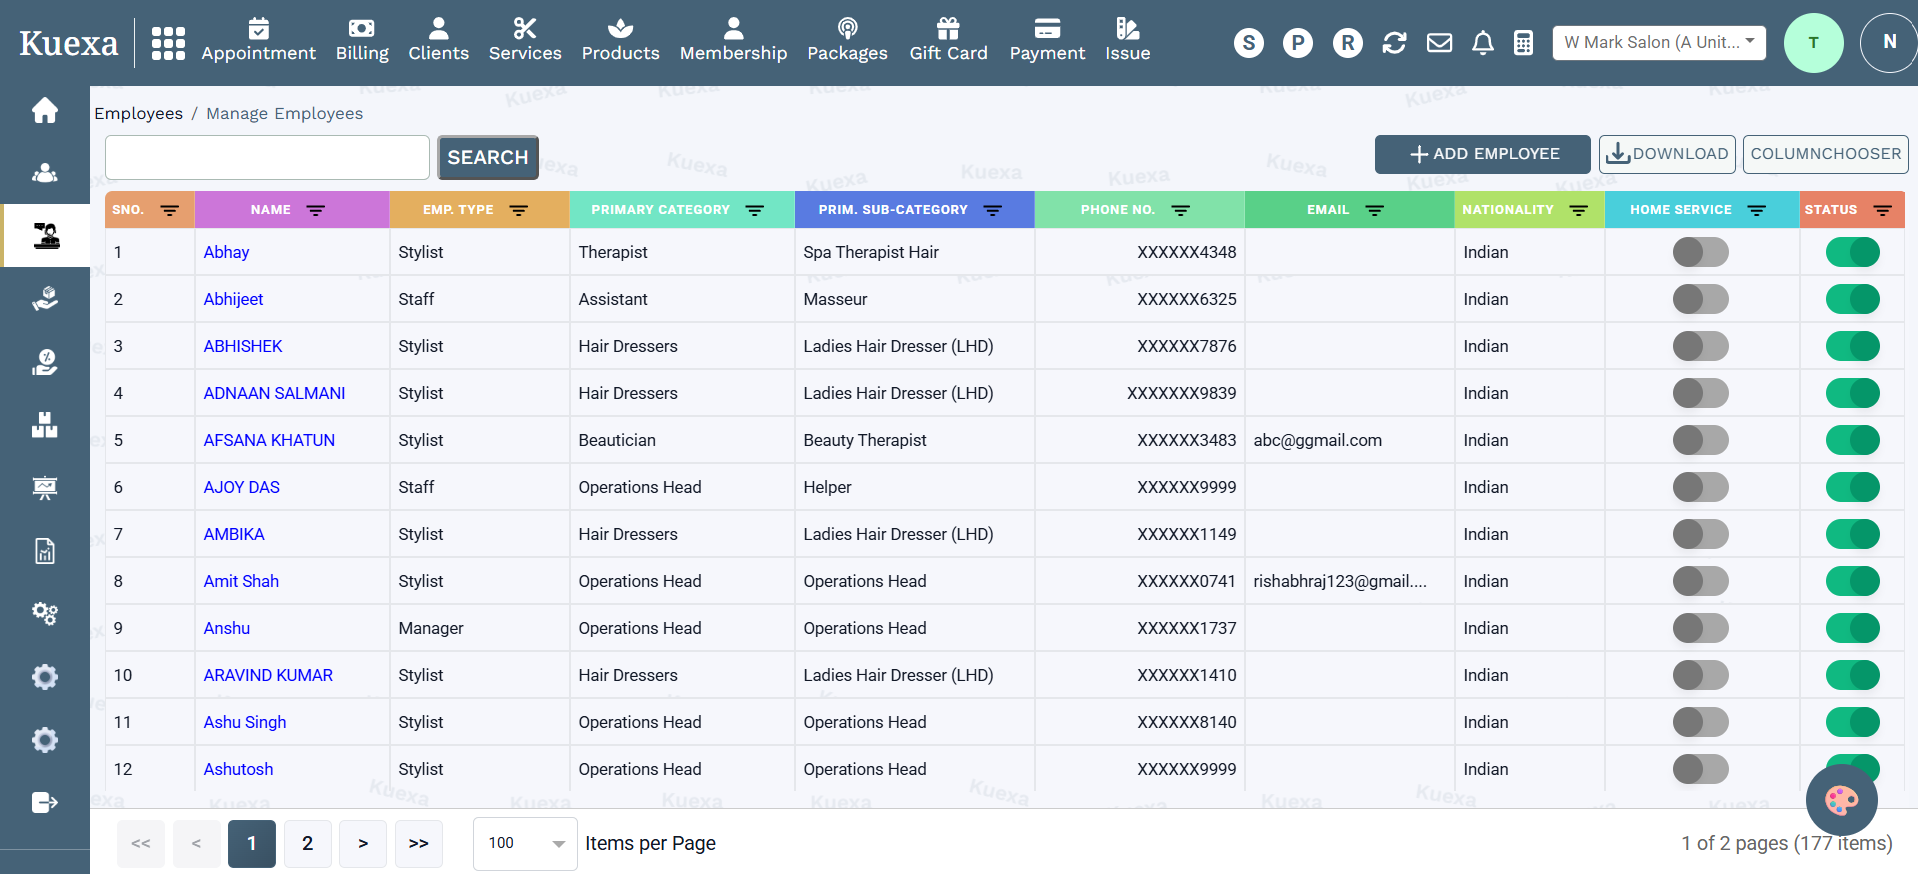 Kuexa
Appointment Billing Clients Services Products Membership Packages Gift Card Payment Issue
S P R
W Mark Salon (A Unit...
T
N
Employees / Manage Employees
SEARCH
ADD EMPLOYEE
DOWNLOAD
COLUMNCHOOSER
SNO. NAME EMP. TYPE PRIMARY CATEGORY PRIM. SUB-CATEGORY PHONE NO. EMAIL NATIONALITY HOME SERVICE STATUS
1 Abhay Stylist Therapist Spa Therapist Hair XXXXXX4348 Indian
2 Abhijeet Staff Assistant Masseur XXXXXX6325 Indian
3 ABHISHEK Stylist Hair Dressers Ladies Hair Dresser (LHD) XXXXXX7876 Indian
4 ADNAAN SALMANI Stylist Hair Dressers Ladies Hair Dresser (LHD) XXXXXXX9839 Indian
5 AFSANA KHATUN Stylist Beautician Beauty Therapist XXXXXX3483 abc@ggmail.com Indian
6 AJOY DAS Staff Operations Head Helper XXXXXX9999 Indian
7 AMBIKA Stylist Hair Dressers Ladies Hair Dresser (LHD) XXXXXX1149 Indian
8 Amit Shah Stylist Operations Head Operations Head XXXXXX0741 rishabhraj123@gmail.... Indian
9 Anshu Manager Operations Head Operations Head XXXXXX1737 Indian
10 ARAVIND KUMAR Stylist Hair Dressers Ladies Hair Dresser (LHD) XXXXXX1410 Indian
11 Ashu Singh Stylist Operations Head Operations Head XXXXXX8140 Indian
12 Ashutosh Stylist Operations Head Operations Head XXXXXX9999 Indian
<< < 1 2 > >> 100 Items per Page 1 of 2 pages (177 items)